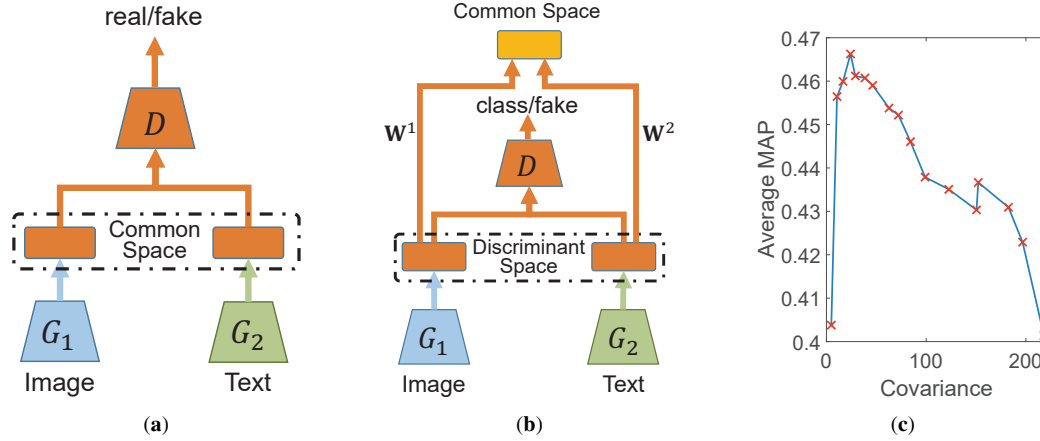 real/fake
D
Common
Space
G₁
G₂
Image
Text
(a)
Common Space
class/fake
W¹
W²
D
Discriminant
Space
G₁
G₂
Image
Text
(b)
0.47
0.46
0.45
0.44
0.43
0.42
0.41
0.4
Average MAP
0
100
200
Covariance
(c)